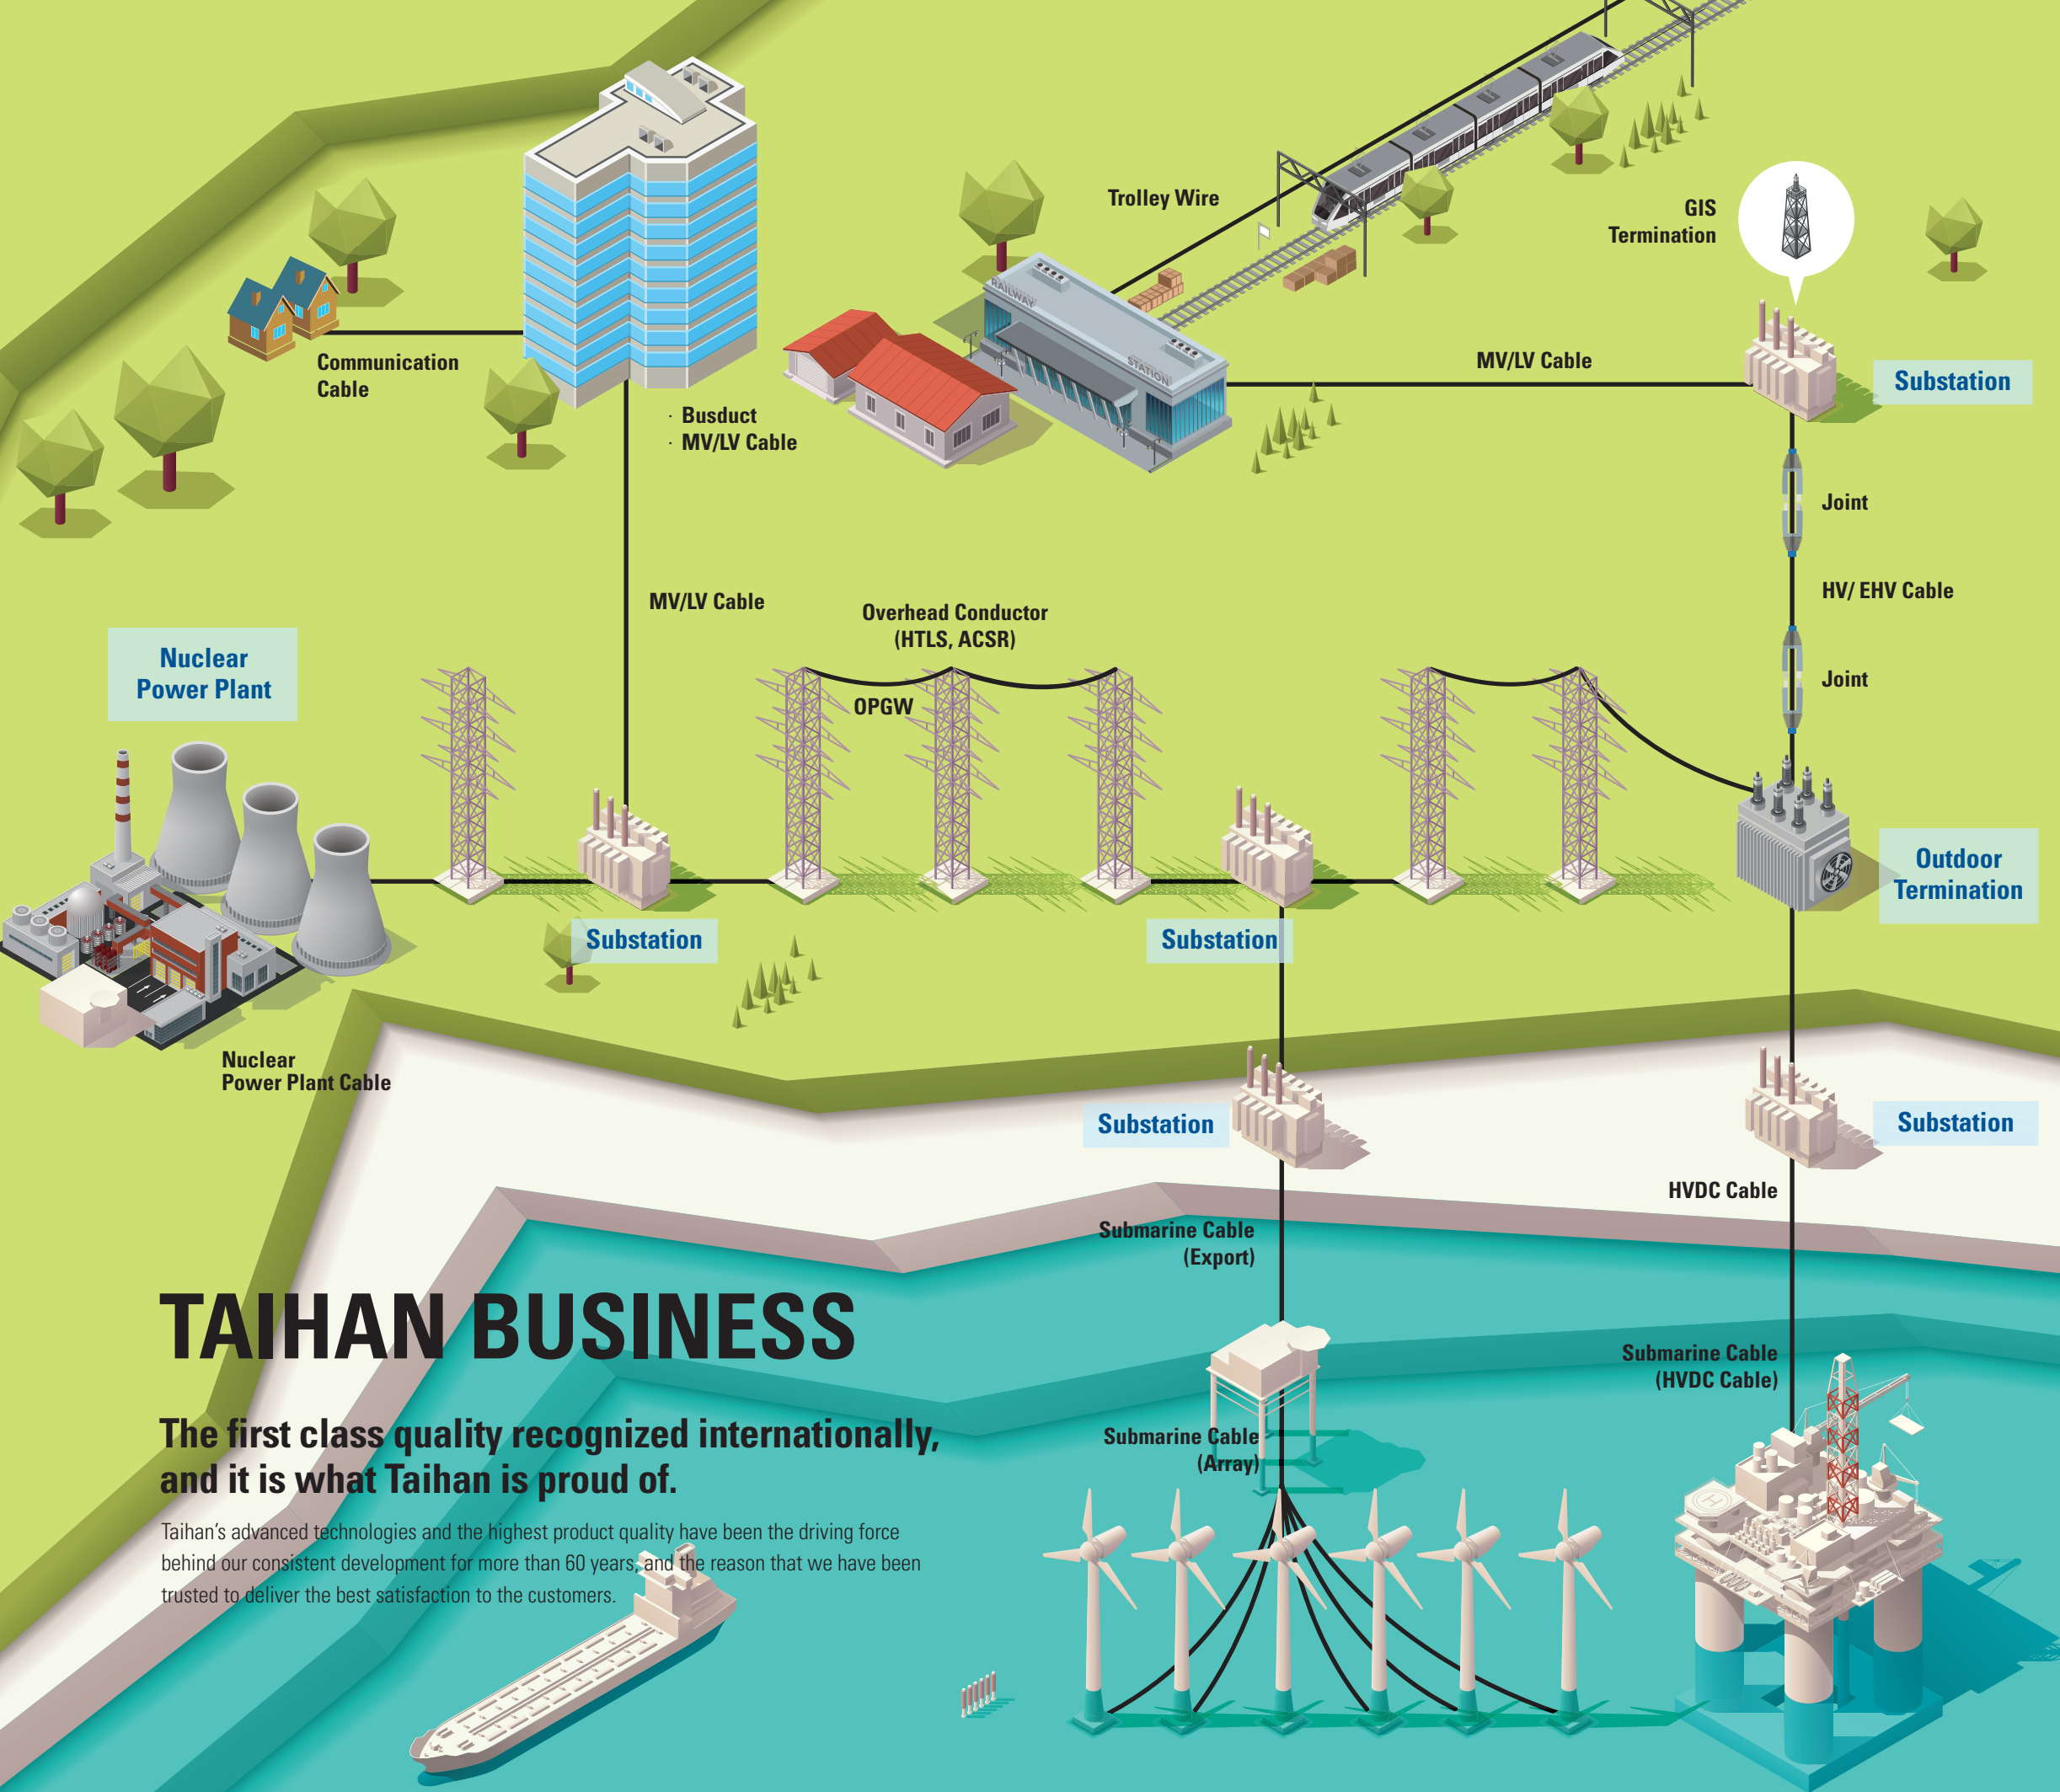 Trolley Wire
GIS
Termination
RAILWAY
STATION
Communication
Cable
MV/LV Cable
Substation
· Busduct
· MV/LV Cable
Joint
HV/ EHV Cable
MV/LV Cable
Overhead Conductor
(HTLS, ACSR)
OPGW
Joint
Nuclear
Power Plant
Outdoor
Termination
Substation
Substation
Nuclear
Power Plant Cable
Substation
Substation
HVDC Cable
Submarine Cable
(Export)
TAIHAN BUSINESS
Submarine Cable
(HVDC Cable)
The first class quality recognized internationally,
and it is what Taihan is proud of.
Submarine Cable
(Array)
Taihan's advanced technologies and the highest product quality have been the driving force
behind our consistent development for more than 60 years, and the reason that we have been
trusted to deliver the best satisfaction to the customers.
H